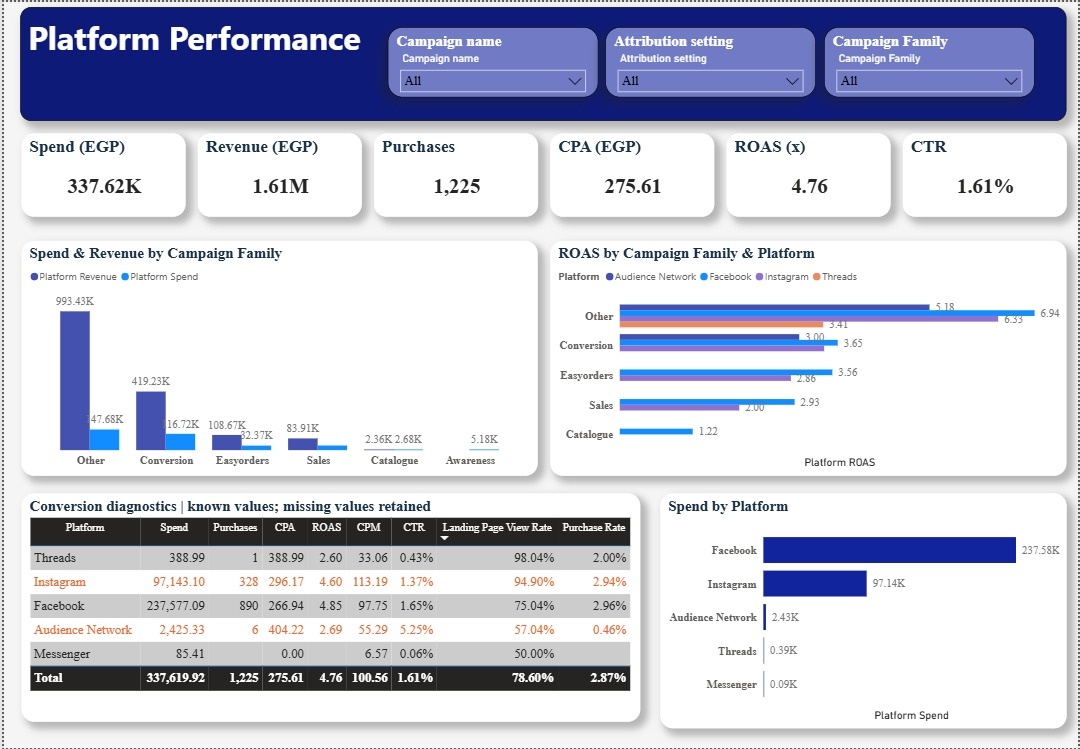 Platform Performance
Campaign name
Campaign name
All
Attribution setting
Attribution setting
All
Campaign Family
Campaign Family
All
Spend (EGP)
337.62K
Revenue (EGP)
1.61M
Purchases
1,225
CPA (EGP)
275.61
ROAS (x)
4.76
CTR
1.61%
Spend & Revenue by Campaign Family
Platform Revenue Platform Spend
993.43K
147.68K
419.23K
116.72K
108.67K
32.37K
83.91K
2.36K 2.68K
5.18K
Other Conversion Easyorders Sales Catalogue Awareness
ROAS by Campaign Family & Platform
Platform Audience Network Facebook Instagram Threads
Other 5.18
6.94
6.33
3.41
Conversion 3.00
3.65
Easyorders 3.56
2.86
Sales 2.93
2.00
Catalogue 1.22
Platform ROAS
Conversion diagnostics | known values; missing values retained
Platform Spend Purchases CPA ROAS CPM CTR Landing Page View Rate Purchase Rate
Threads 388.99 1 388.99 2.60 33.06 0.43% 98.04% 2.00%
Instagram 97,143.10 328 296.17 4.60 113.19 1.37% 94.90% 2.94%
Facebook 237,577.09 890 266.94 4.85 97.75 1.65% 75.04% 2.96%
Audience Network 2,425.33 6 404.22 2.69 55.29 5.25% 57.04% 0.46%
Messenger 85.41 0.00 6.57 0.06% 50.00%
Total 337,619.92 1,225 275.61 4.76 100.56 1.61% 78.60% 2.87%
Spend by Platform
Facebook 237.58K
Instagram 97.14K
Audience Network 2.43K
Threads 0.39K
Messenger 0.09K
Platform Spend